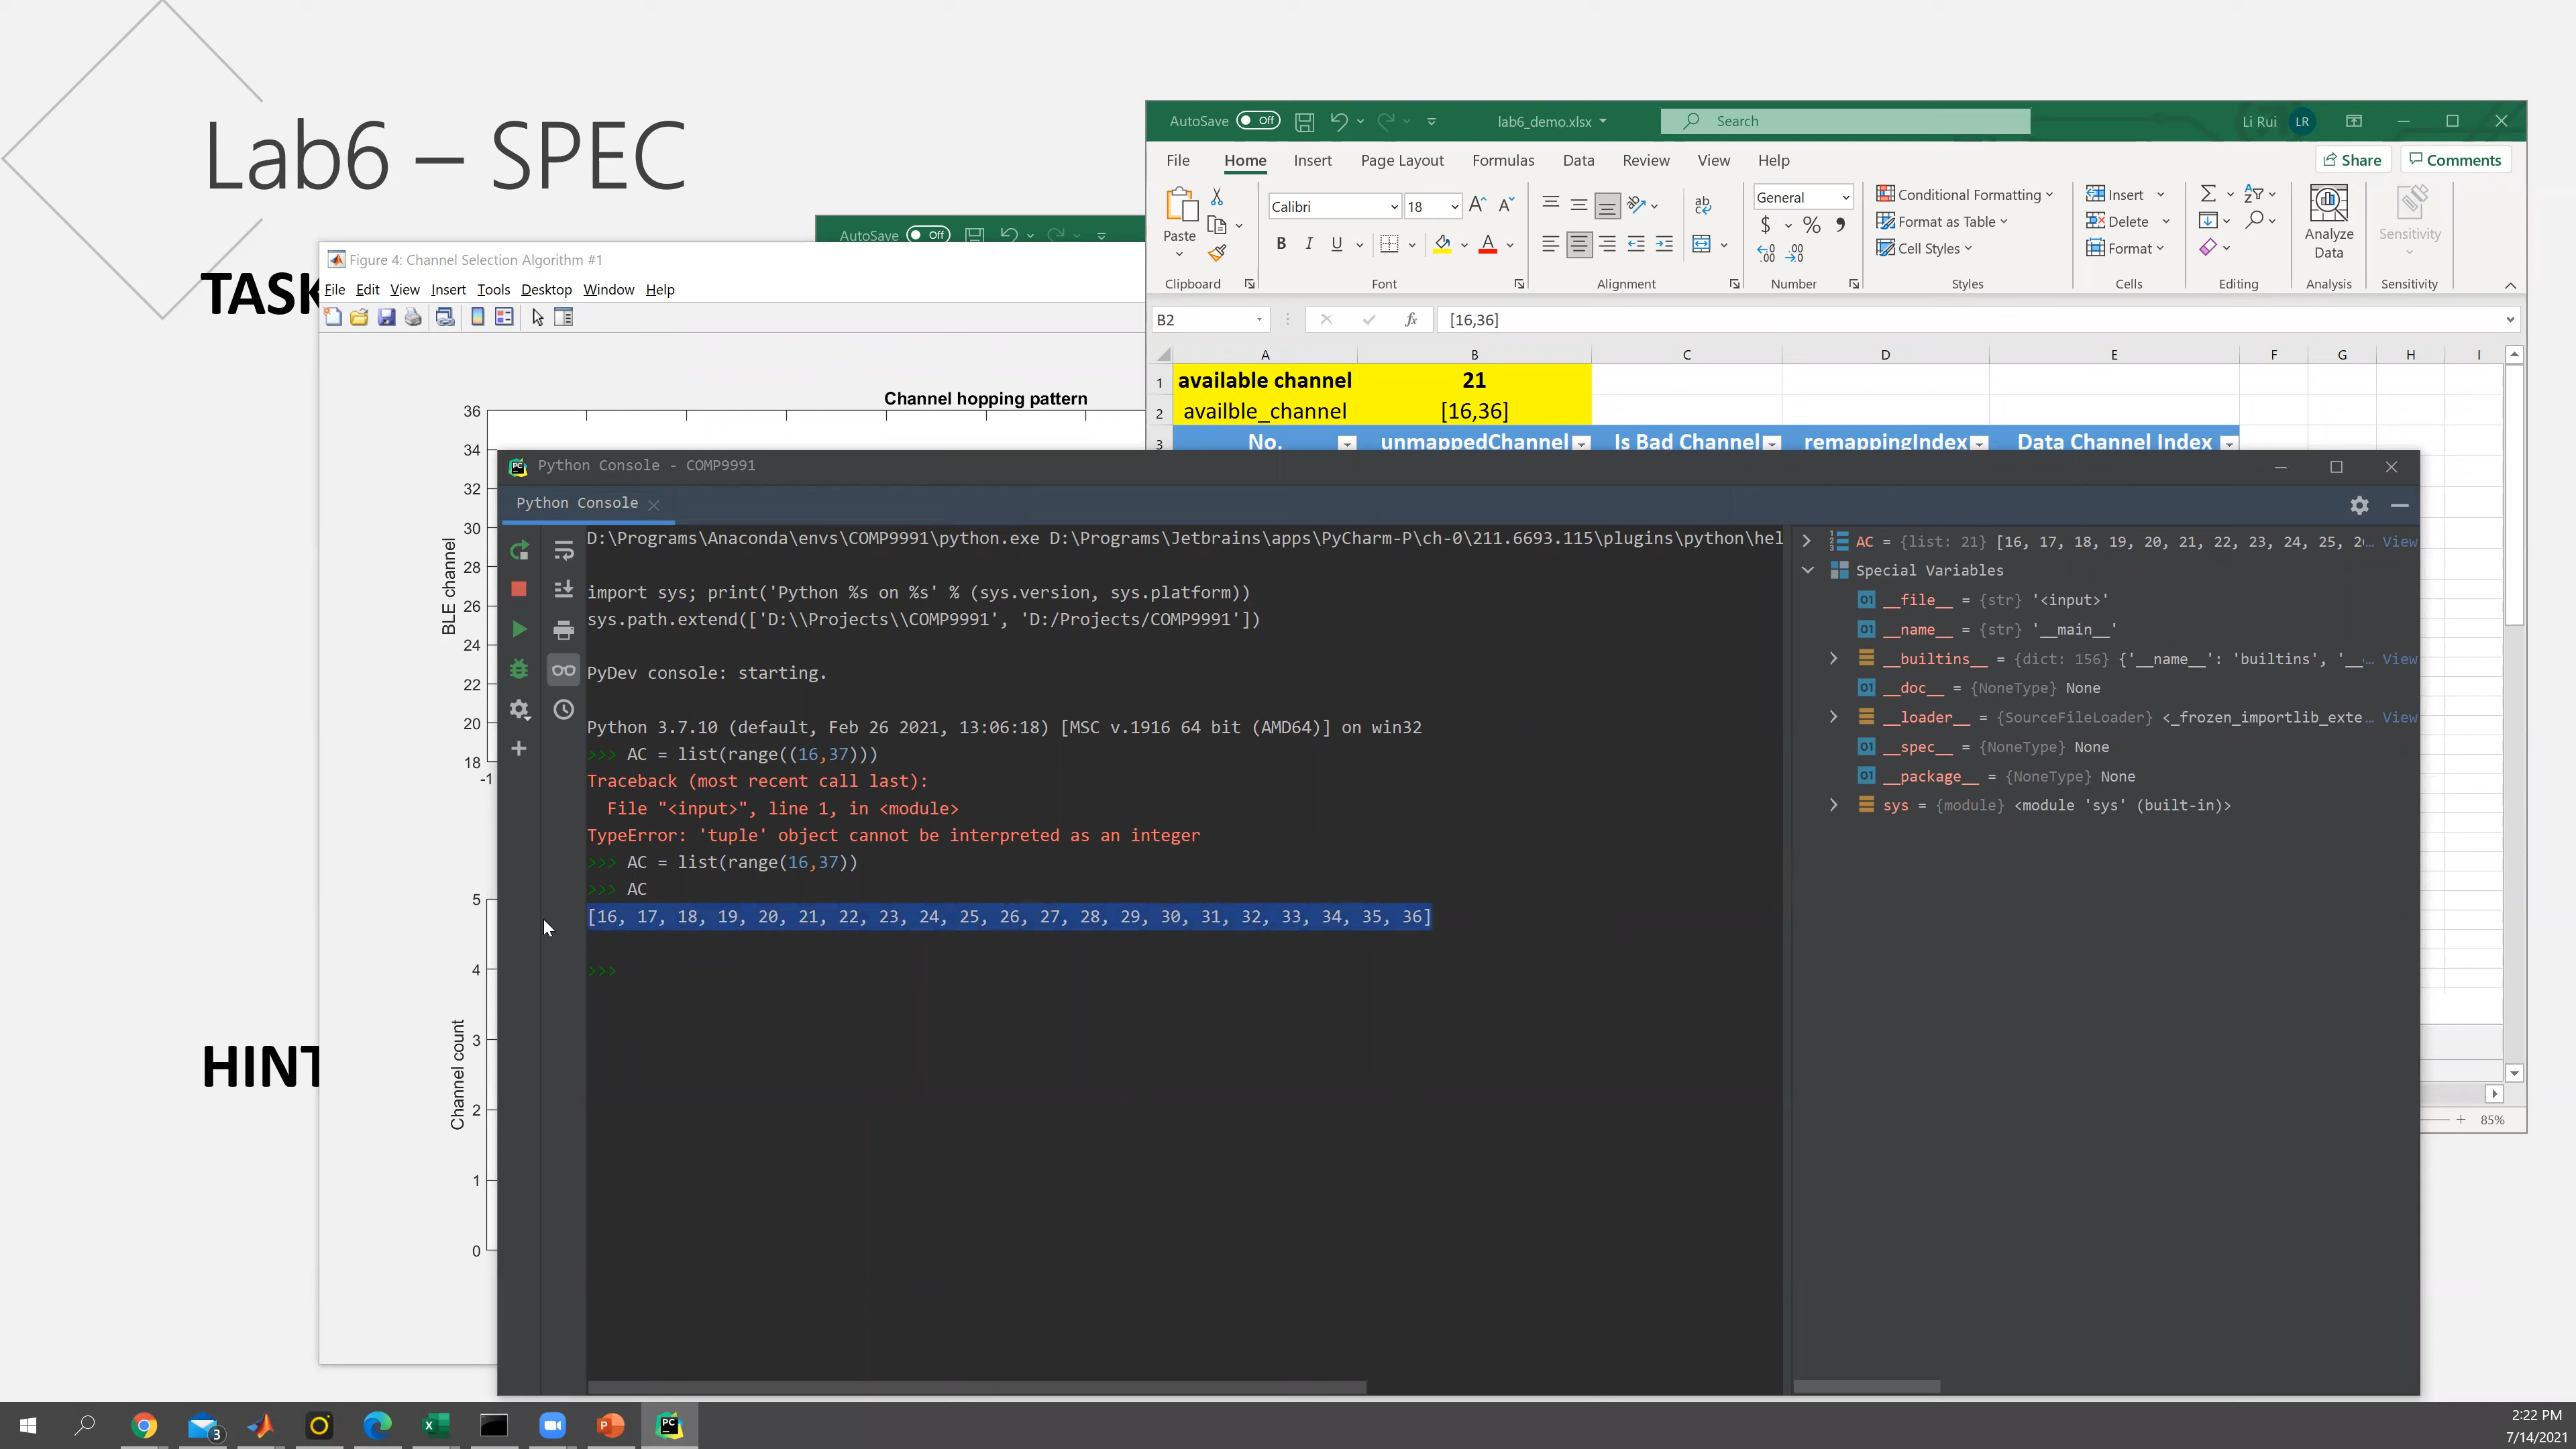 Lab6 – SPEC
TASK
HINT
AutoSave Off
lab6_demo.xlsx
Search
Li Rui LR
File Home Insert Page Layout Formulas Data Review View Help
Share Comments
Paste
Calibri 18
B I U
ab
General
$ % ,
Conditional Formatting
Format as Table
Cell Styles
Insert
Delete
Format
Analyze
Data
Sensitivity
Clipboard Font Alignment Number Styles Cells Editing Analysis Sensitivity
B2 fx [16,36]
A B C D E F G H I
1 available channel 21
2 availble_channel [16,36]
3 No. unmappedChannel Is Bad Channel remappingIndex Data Channel Index
85%
AutoSave Off
Figure 4: Channel Selection Algorithm #1
File Edit View Insert Tools Desktop Window Help
Channel hopping pattern
BLE channel
36
34
32
30
28
26
24
22
20
18
-1
Channel count
5
4
3
2
1
0
Python Console - COMP9991
Python Console
D:\Programs\Anaconda\envs\COMP9991\python.exe D:\Programs\Jetbrains\apps\PyCharm-P\ch-0\211.6693.115\plugins\python\hel
import sys; print('Python %s on %s' % (sys.version, sys.platform))
sys.path.extend(['D:\\Projects\\COMP9991', 'D:/Projects/COMP9991'])
PyDev console: starting.
Python 3.7.10 (default, Feb 26 2021, 13:06:18) [MSC v.1916 64 bit (AMD64)] on win32
>>> AC = list(range((16,37)))
Traceback (most recent call last):
  File "<input>", line 1, in <module>
TypeError: 'tuple' object cannot be interpreted as an integer
>>> AC = list(range(16,37))
>>> AC
[16, 17, 18, 19, 20, 21, 22, 23, 24, 25, 26, 27, 28, 29, 30, 31, 32, 33, 34, 35, 36]
>>>
AC = {list: 21} [16, 17, 18, 19, 20, 21, 22, 23, 24, 25, 2… View
Special Variables
__file__ = {str} '<input>'
__name__ = {str} '__main__'
__builtins__ = {dict: 156} {'__name__': 'builtins', '__… View
__doc__ = {NoneType} None
__loader__ = {SourceFileLoader} <_frozen_importlib_exte… View
__spec__ = {NoneType} None
__package__ = {NoneType} None
sys = {module} <module 'sys' (built-in)>
3
2:22 PM
7/14/2021